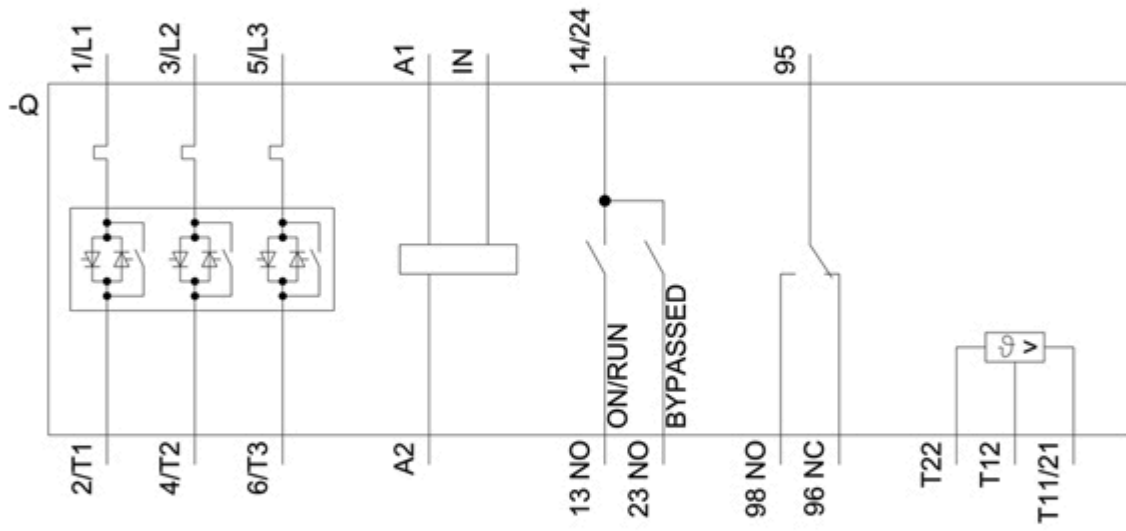 1/L1
3/L2
5/L3
A1
IN
14/24
95
-Q
ON/RUN
BYPASSED
ϑ >
2/T1
4/T2
6/T3
A2
13 NO
23 NO
98 NO
96 NC
T22
T12
T11/21